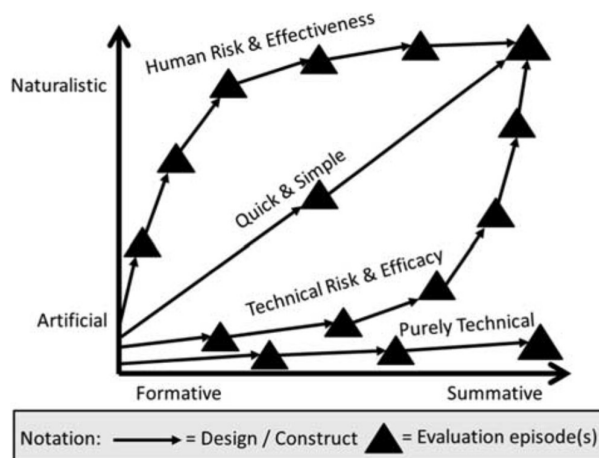 Human Risk & Effectiveness
Naturalistic
Quick & Simple
Technical Risk & Efficacy
Artificial
Purely Technical
Formative
Summative
Notation: = Design / Construct = Evaluation episode(s)